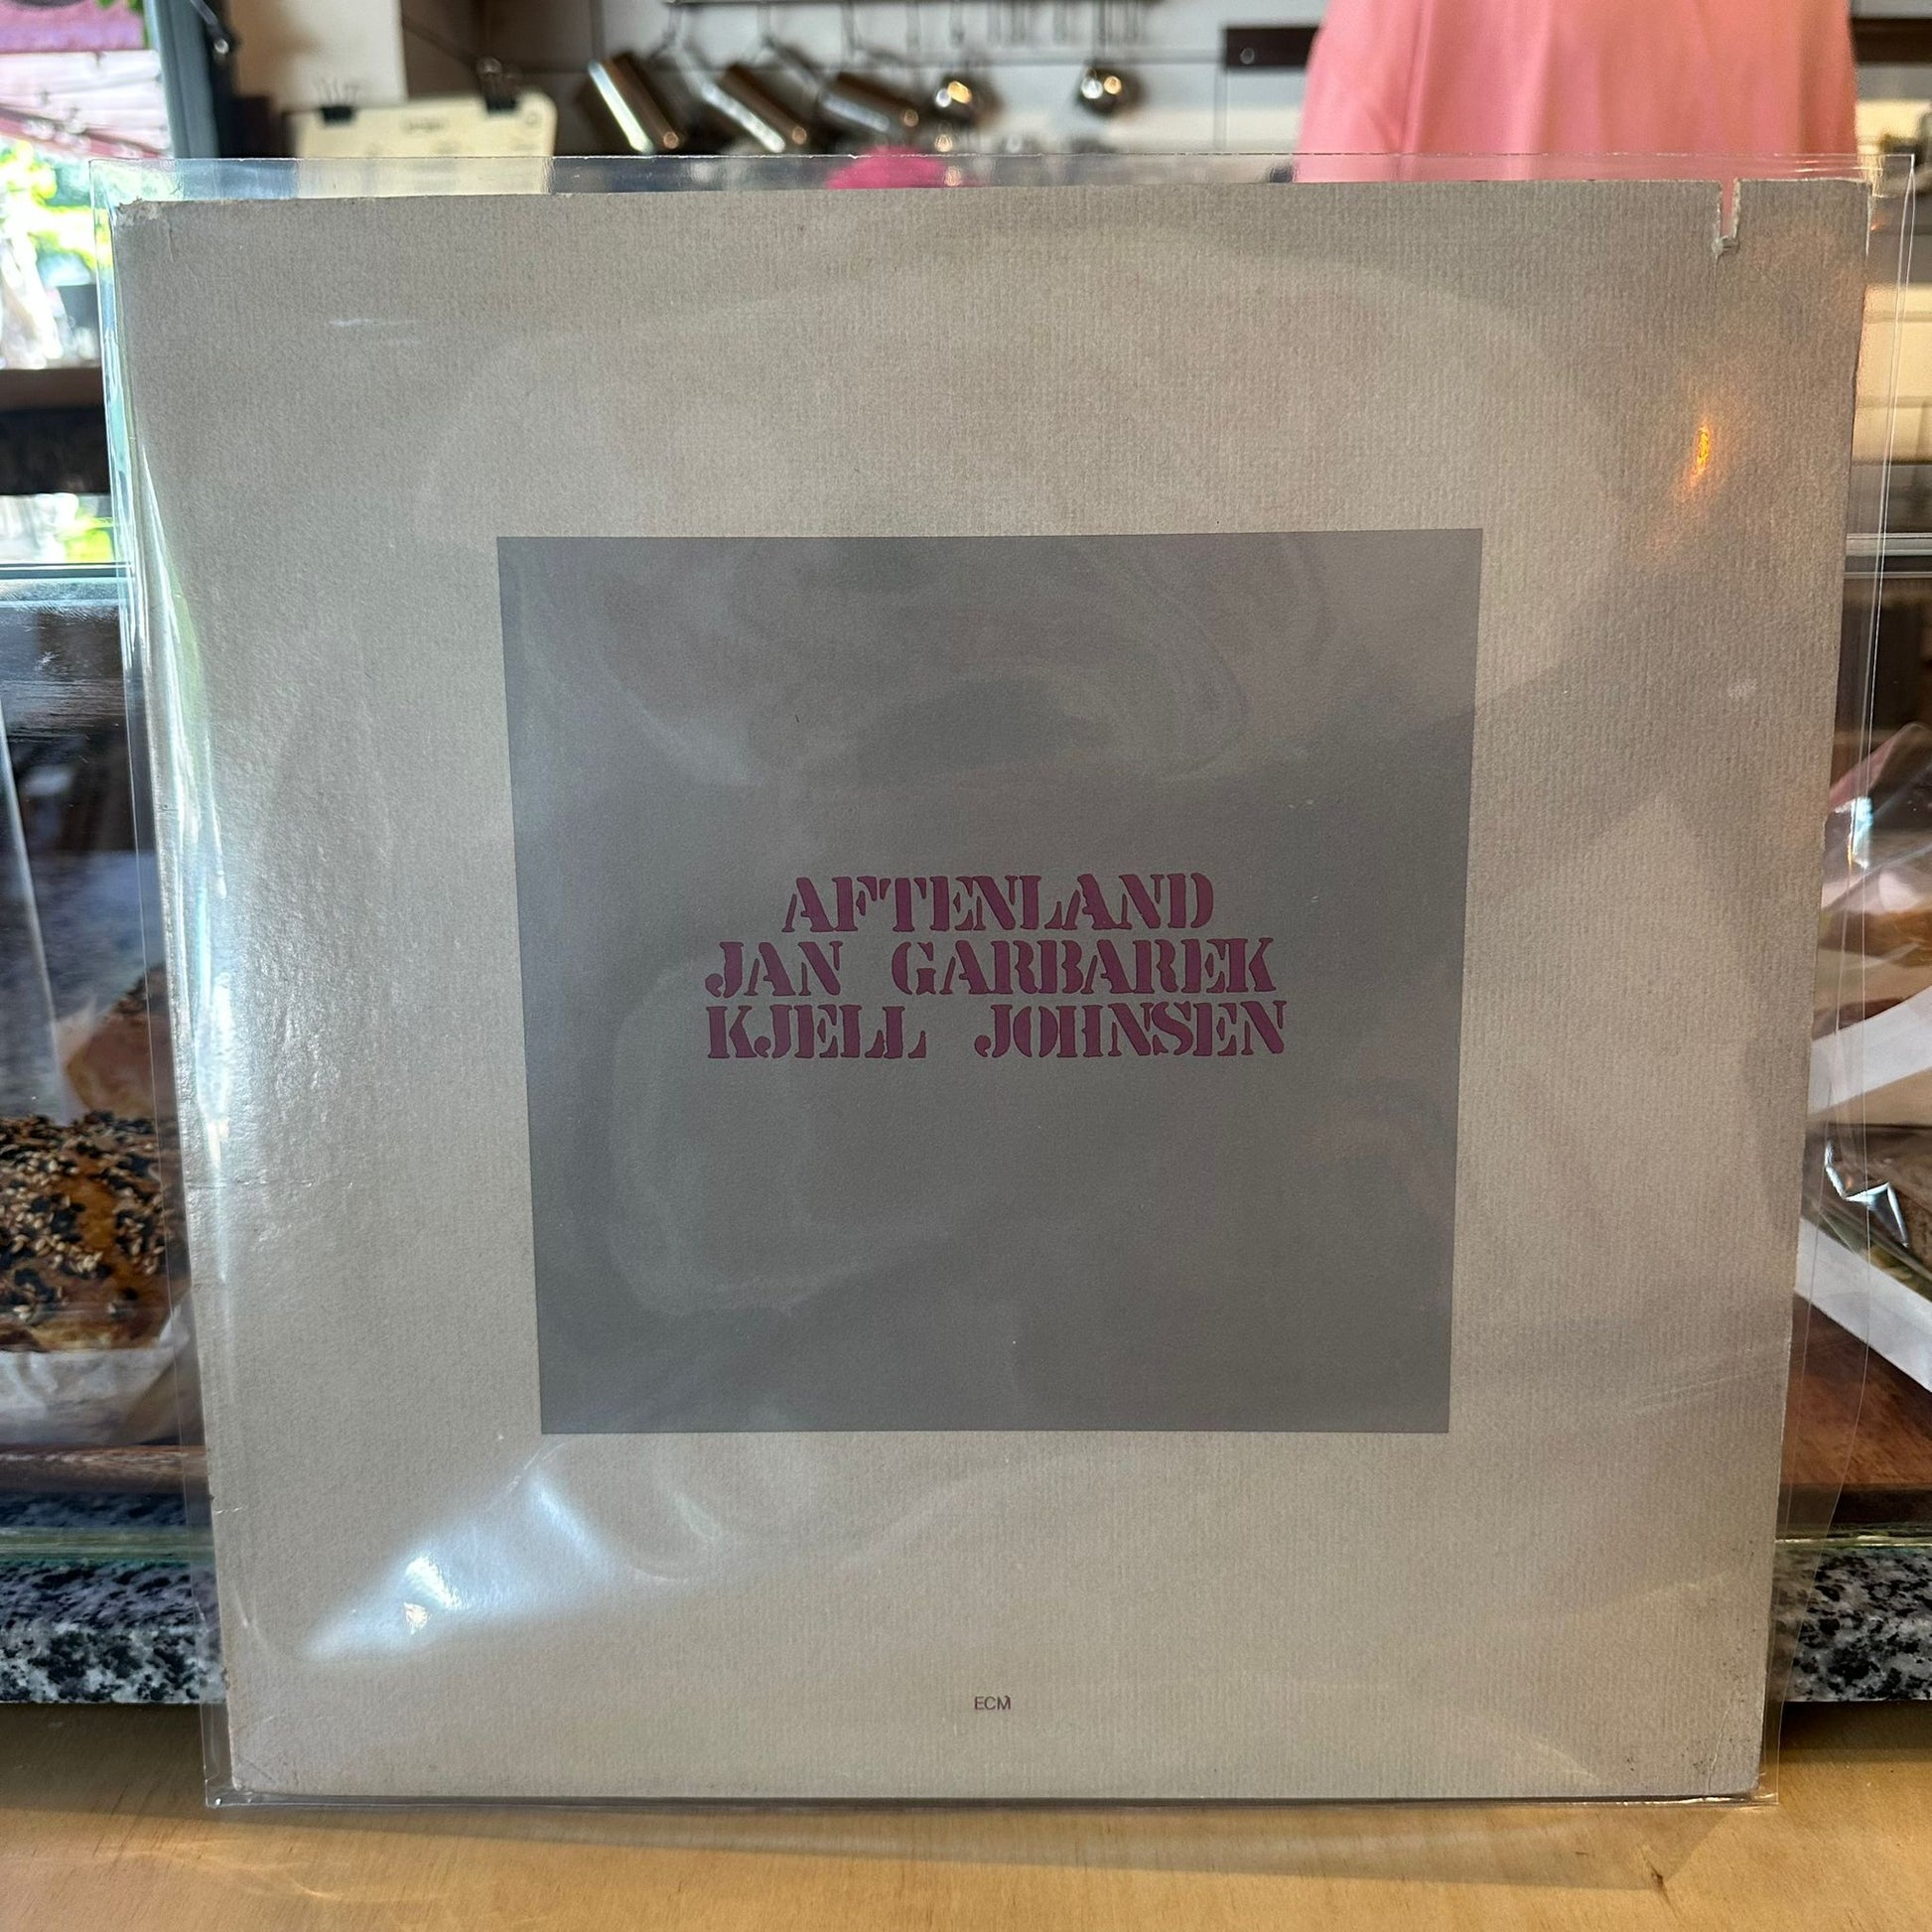 AFTENLAND
JAN GARBAREK
KJELL JOHNSEN
ECM